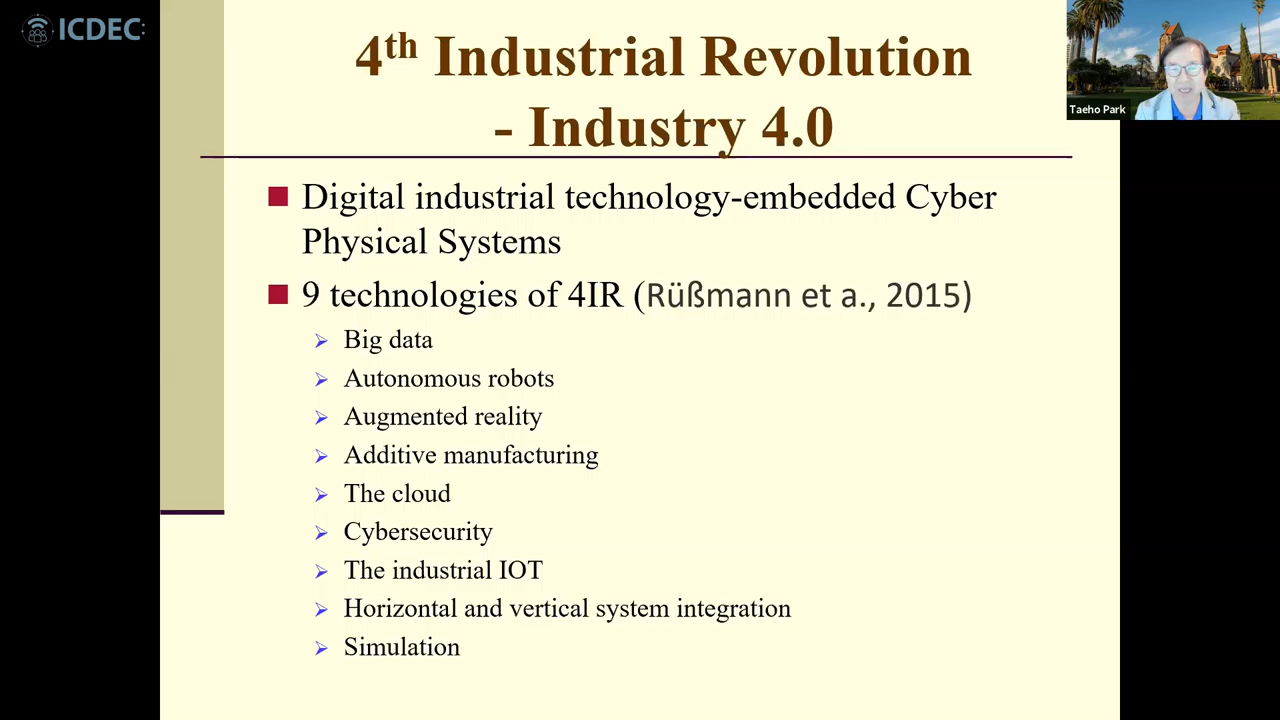 ICDEC
4th Industrial Revolution
- Industry 4.0
Taeho Park
Digital industrial technology-embedded Cyber
Physical Systems
9 technologies of 4IR (Rüßmann et a., 2015)
Big data
Autonomous robots
Augmented reality
Additive manufacturing
The cloud
Cybersecurity
The industrial IOT
Horizontal and vertical system integration
Simulation